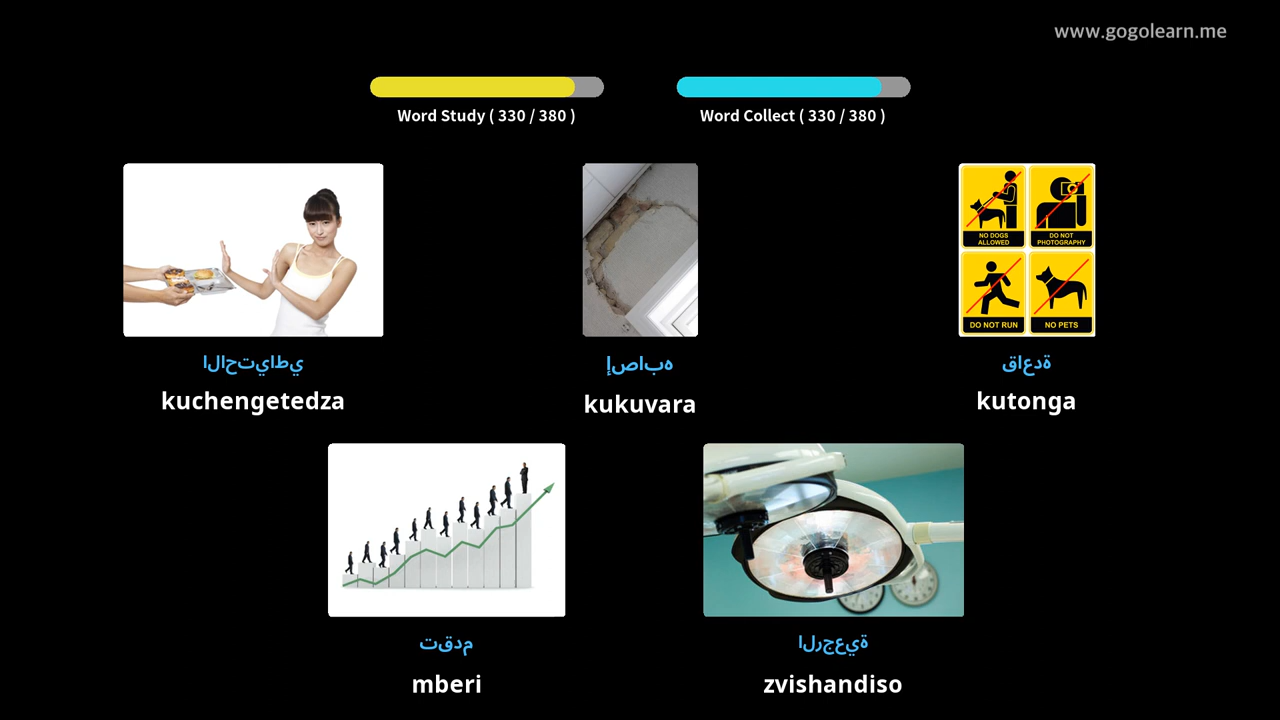 www.gogolearn.me
Word Study ( 330 / 380 )
Word Collect ( 330 / 380 )
NO DOGS
ALLOWED
DO NOT
PHOTOGRAPHY
DO NOT RUN
NO PETS
الاحتياطي
إصابه
قاعدة
kuchengetedza
kukuvara
kutonga
تقدم
الرجعية
mberi
zvishandiso